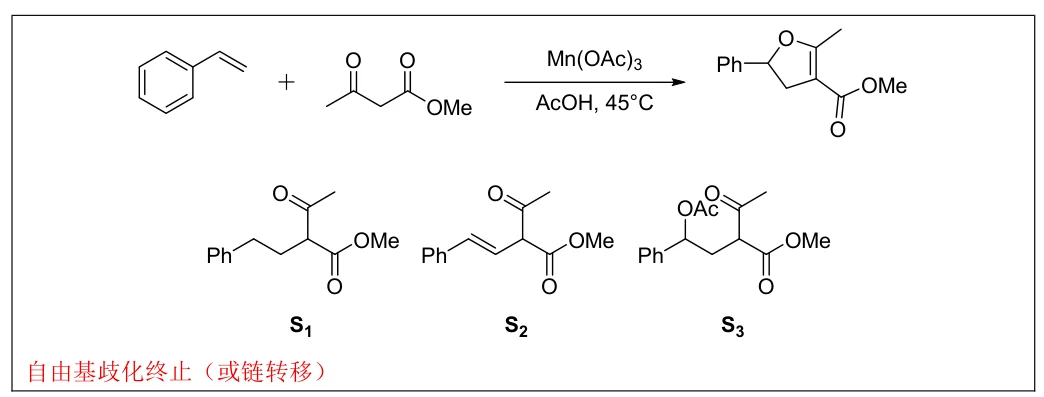 O
O
O
OMe
+
Mn(OAc)3
AcOH, 45°C
Ph
O
OMe
O
O
Ph
OMe
O
S1
O
Ph
OMe
O
S2
O
OAc
Ph
OMe
O
S3
自由基歧化终止（或链转移）